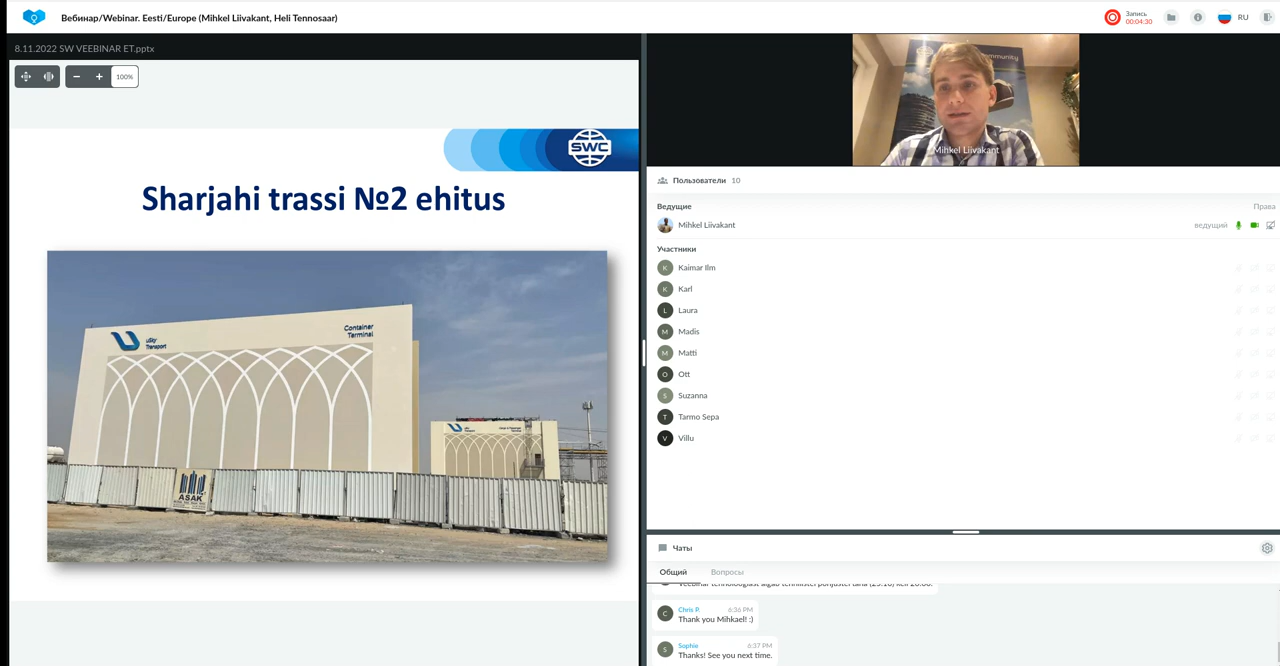 Вебинар/Webinar. Eesti/Europe (Mihkel Liivakant, Heli Tennosaar)
Запись
00:04:30
RU
8.11.2022 SW VEEBINAR ET.pptx
100%
SWC
Sharjahi trassi №2 ehitus
uSky
Transport
Container
Terminal
ASAK
mmunity
Mihkel Liivakant
Пользователи 10
Ведущие
Права
Mihkel Liivakant
ведущий
Участники
K Kaimar Ilm
K Karl
L Laura
M Madis
M Matti
O Ott
S Suzanna
T Tarmo Sepa
V Villu
Чаты
Общий
Вопросы
C
Chris P. 6:36 PM
Thank you Mihkael! :)
S
Sophie 6:37 PM
Thanks! See you next time.